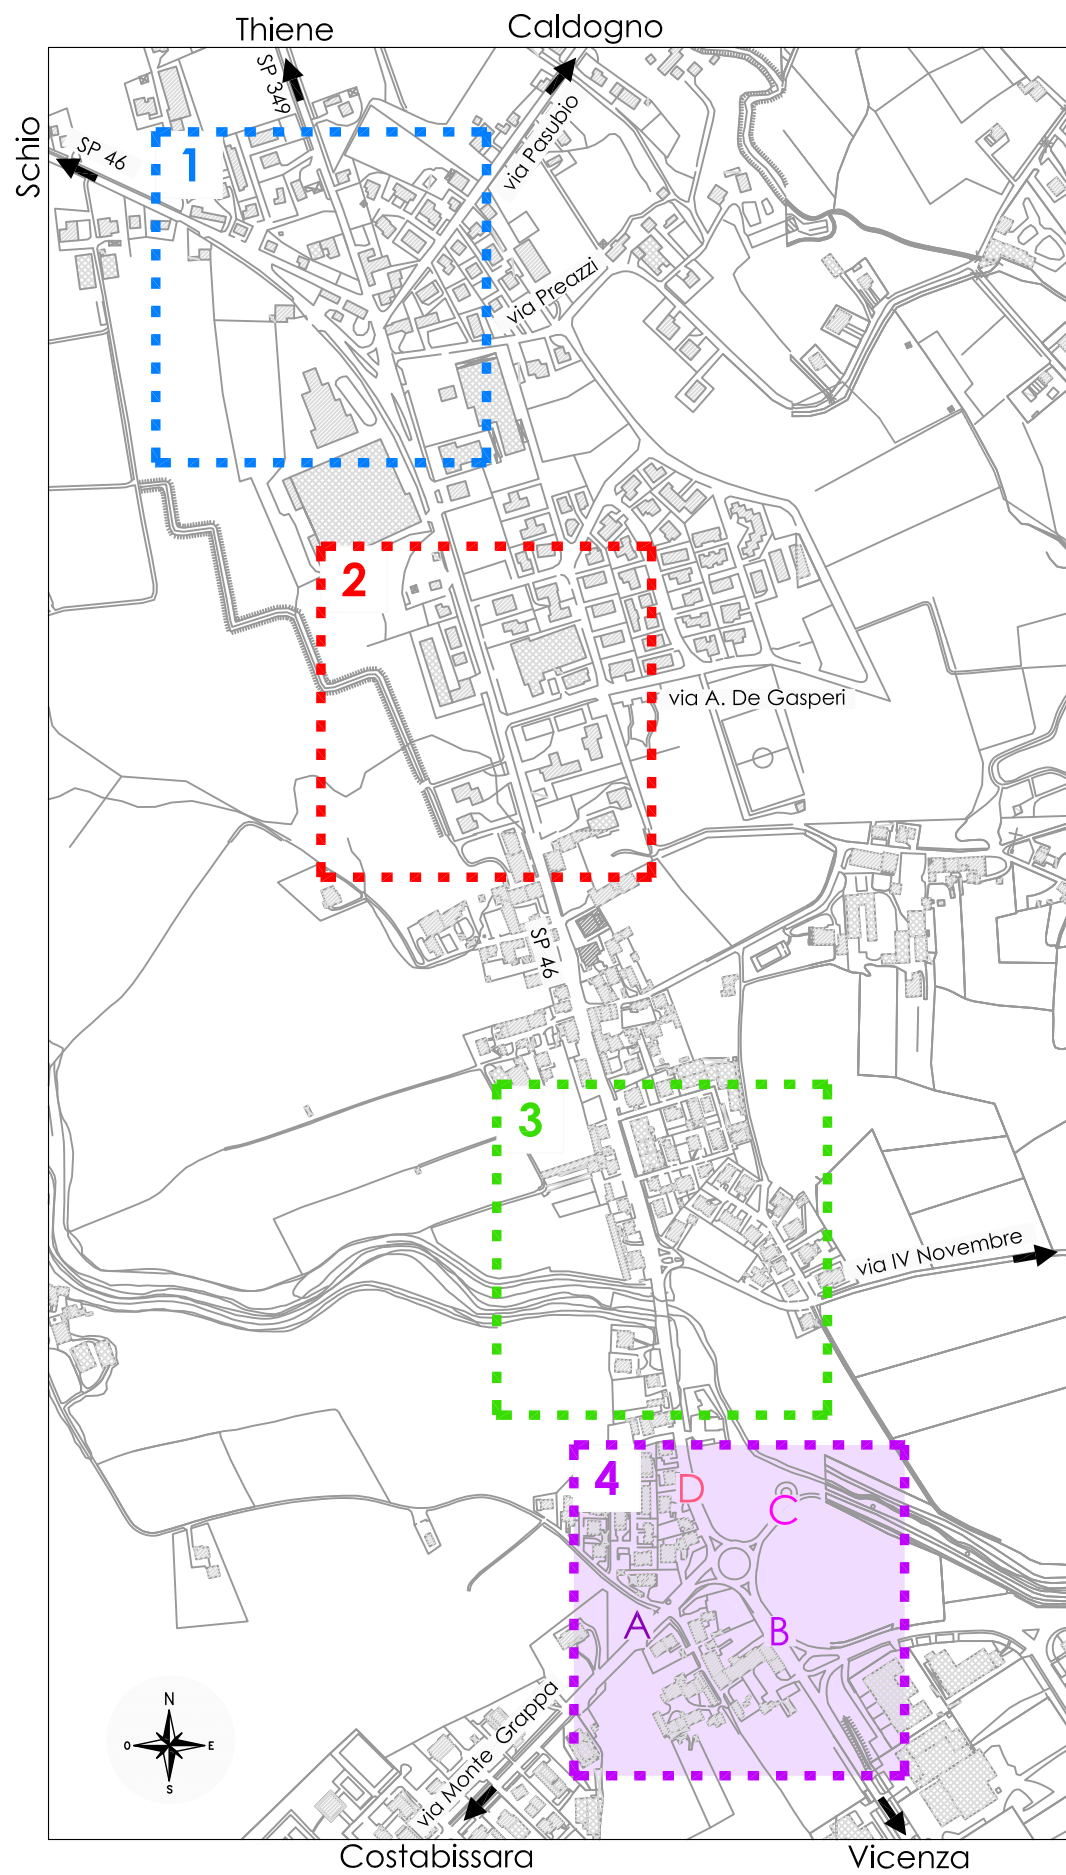 Thiene
Caldogno
Schio
SP 46
SP 349
via Pasubio
1
via Preazzi
2
via A. De Gasperi
SP 46
3
via IV Novembre
4
D
C
A
B
via Monte Grappa
N
O
E
S
Costabissara
Vicenza